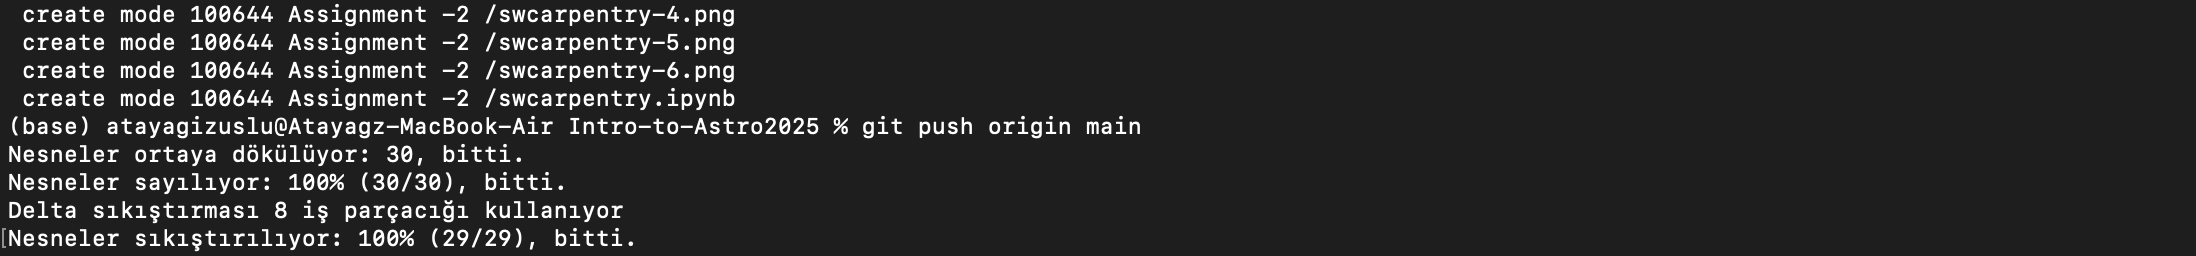 create mode 100644 Assignment -2 /swcarpentry-4.png
create mode 100644 Assignment -2 /swcarpentry-5.png
create mode 100644 Assignment -2 /swcarpentry-6.png
create mode 100644 Assignment -2 /swcarpentry.ipynb
(base) atayagizuslu@Atayagz-MacBook-Air Intro-to-Astro2025 % git push origin main
Nesneler ortaya dökülüyor: 30, bitti.
Nesneler sayılıyor: 100% (30/30), bitti.
Delta sıkıştırması 8 iş parçacığı kullanıyor
[Nesneler sıkıştırılıyor: 100% (29/29), bitti.